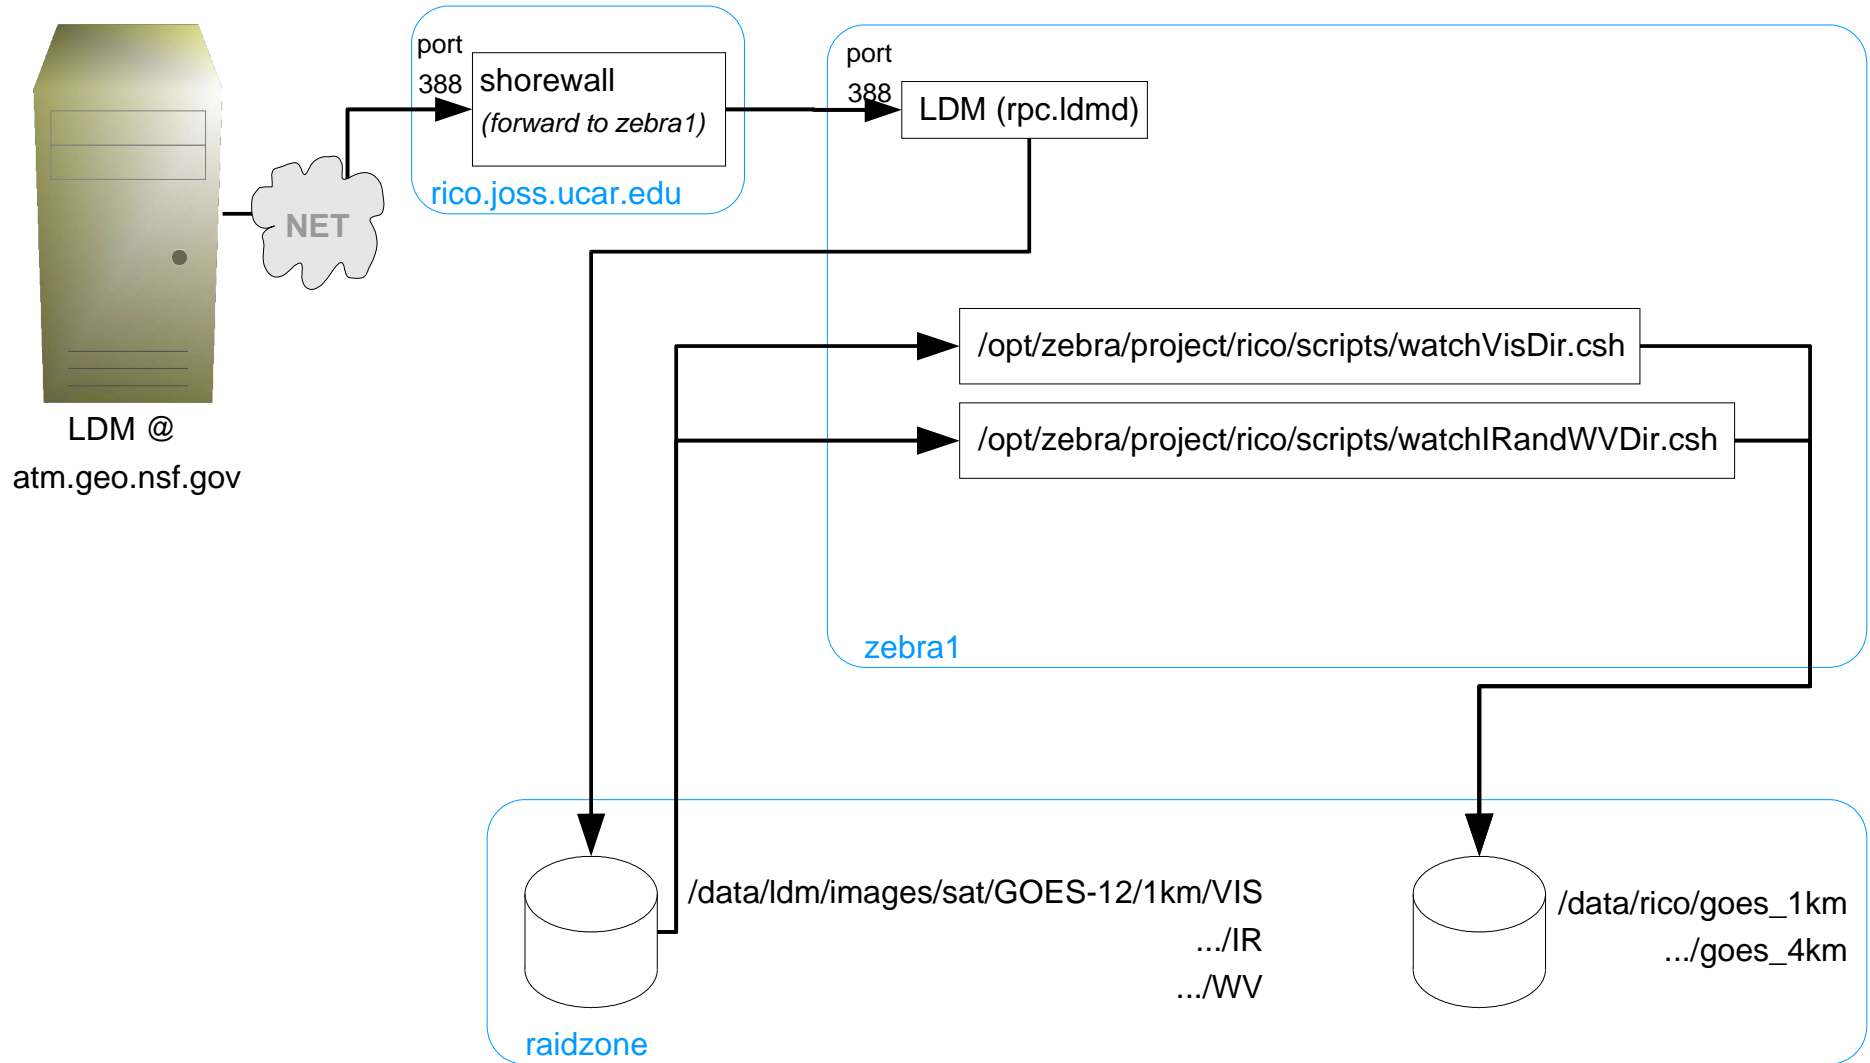 port
388
shorewall
(forward to zebra1)
rico.joss.ucar.edu
port
388
LDM (rpc.ldmd)
NET
/opt/zebra/project/rico/scripts/watchVisDir.csh
/opt/zebra/project/rico/scripts/watchIRandWVDir.csh
LDM @
atm.geo.nsf.gov
zebra1
/data/ldm/images/sat/GOES-12/1km/VIS
.../IR
.../WV
/data/rico/goes_1km
.../goes_4km
raidzone